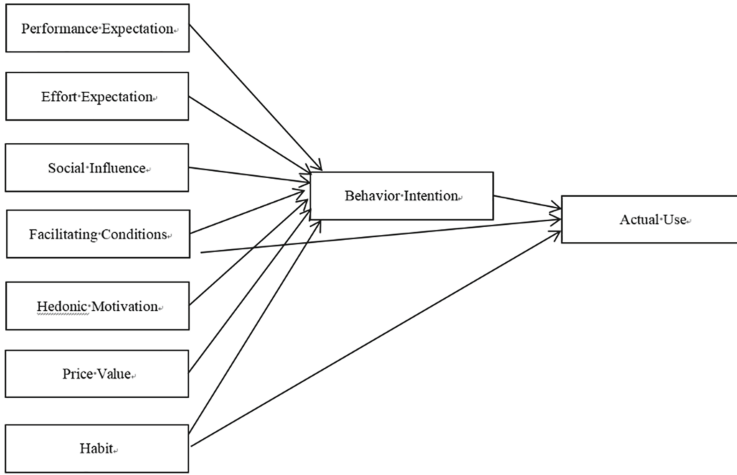 Performance Expectation
Effort Expectation
Social Influence
Behavior Intention
Facilitating Conditions
Actual Use
Hedonic Motivation
Price Value
Habit